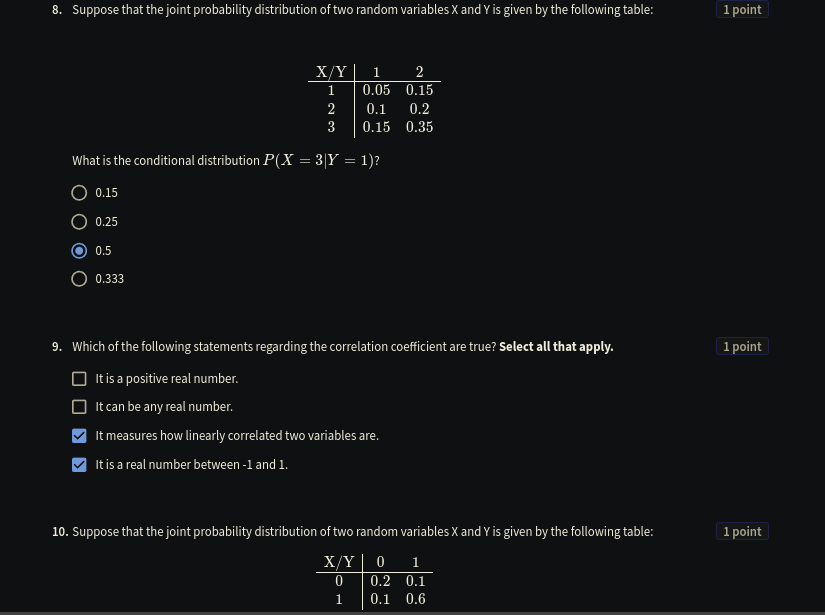 8. Suppose that the joint probability distribution of two random variables X and Y is given by the following table: 1 point
X/Y 1 2
1 0.05 0.15
2 0.1 0.2
3 0.15 0.35
What is the conditional distribution P(X = 3|Y = 1)?
0.15
0.25
0.5
0.333
9. Which of the following statements regarding the correlation coefficient are true? Select all that apply. 1 point
It is a positive real number.
It can be any real number.
It measures how linearly correlated two variables are.
It is a real number between -1 and 1.
10. Suppose that the joint probability distribution of two random variables X and Y is given by the following table: 1 point
X/Y 0 1
0 0.2 0.1
1 0.1 0.6